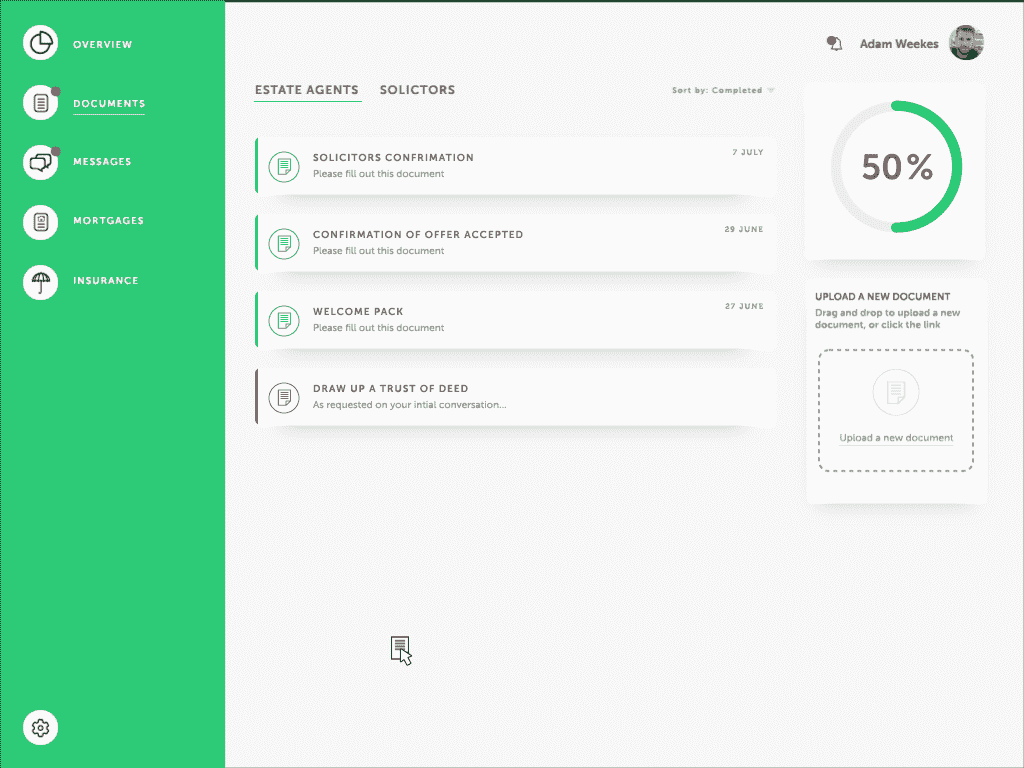 OVERVIEW
DOCUMENTS
MESSAGES
MORTGAGES
INSURANCE
Adam Weekes
ESTATE AGENTS
SOLICITORS
Sort by: Completed
SOLICITORS CONFRIMATION
7 JULY
Please fill out this document
CONFIRMATION OF OFFER ACCEPTED
29 JUNE
Please fill out this document
WELCOME PACK
27 JUNE
Please fill out this document
DRAW UP A TRUST OF DEED
As requested on your intial conversation...
50%
UPLOAD A NEW DOCUMENT
Drag and drop to upload a new
document, or click the link
Upload a new document